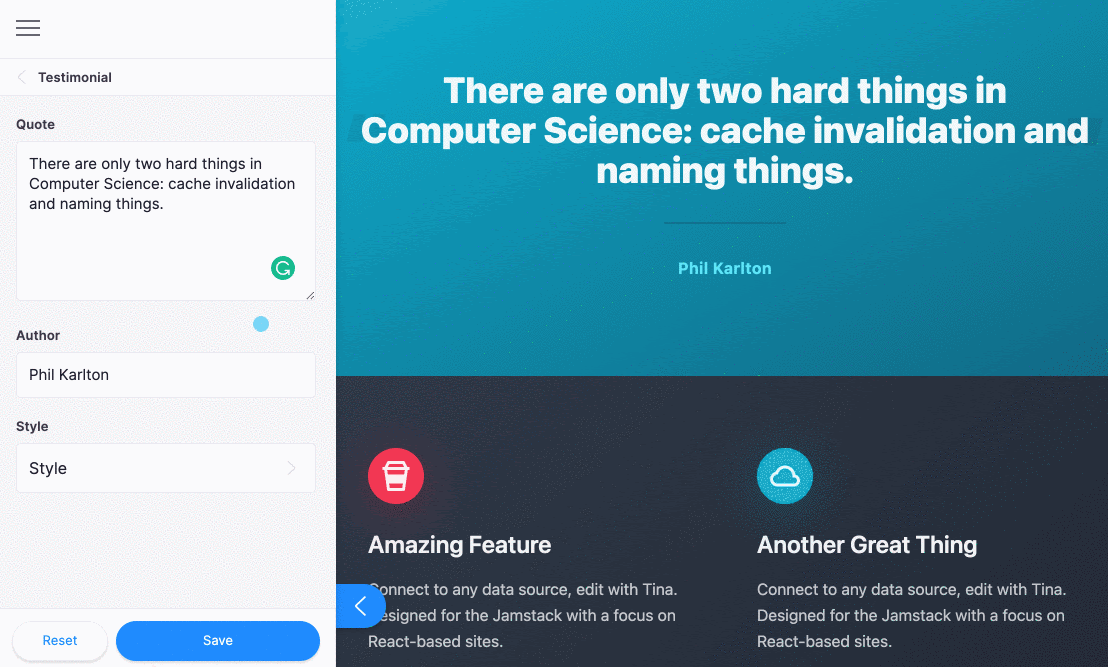 Testimonial
Quote
There are only two hard things in
Computer Science: cache invalidation
and naming things.
Author
Phil Karlton
Style
Style
Reset
Save
There are only two hard things in
Computer Science: cache invalidation and
naming things.
Phil Karlton
Amazing Feature
Connect to any data source, edit with Tina.
Designed for the Jamstack with a focus on
React-based sites.
Another Great Thing
Connect to any data source, edit with Tina.
Designed for the Jamstack with a focus on
React-based sites.